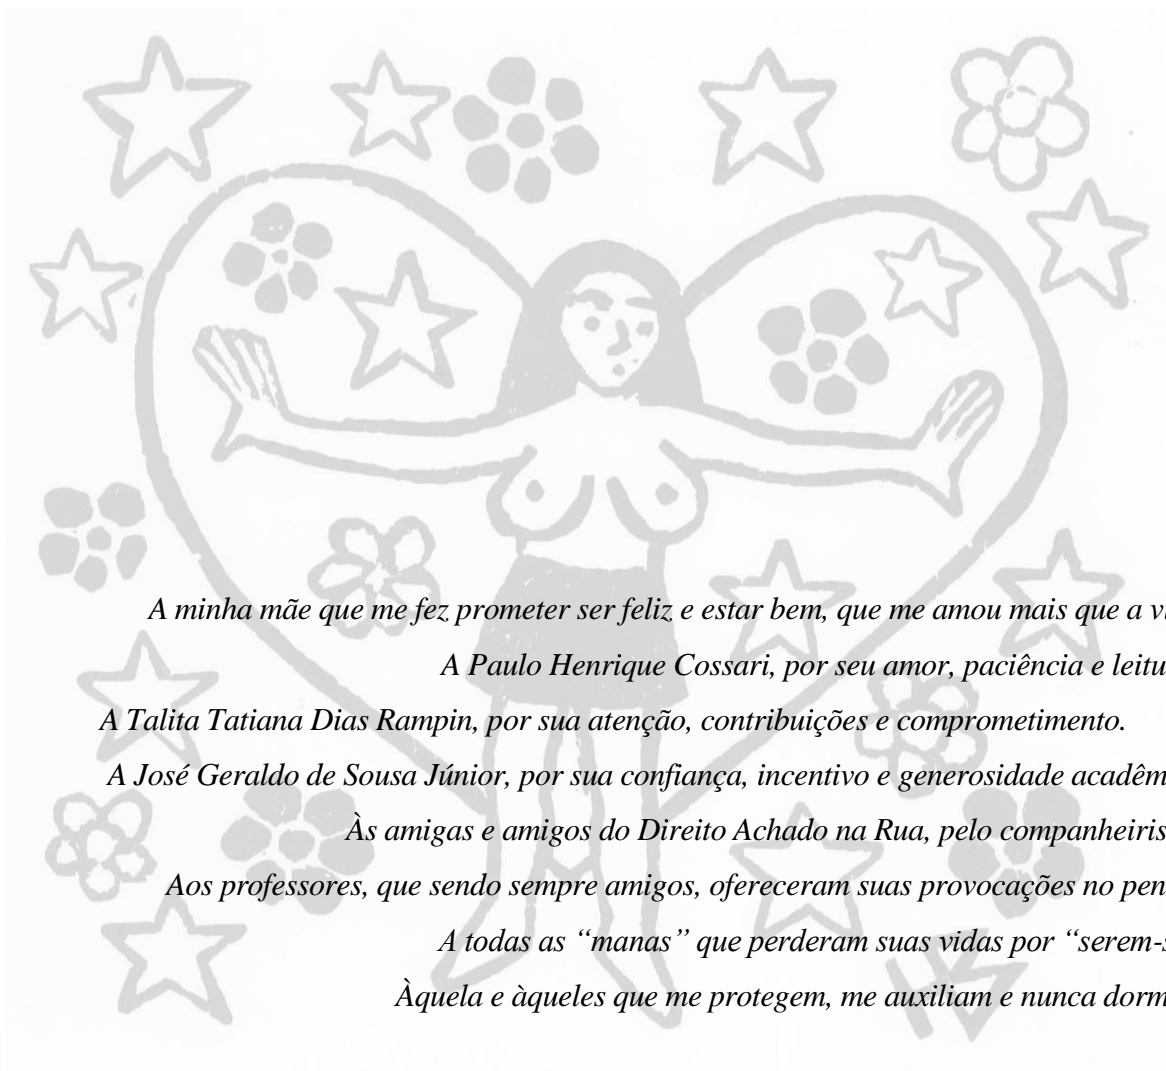 A minha mãe que me fez prometer ser feliz e estar bem, que me amou mais que a
A Paulo Henrique Cossari, por seu amor, paciência e
A Talita Tatiana Dias Rampin, por sua atenção, contribuições e comprometimento.
A José Geraldo de Sousa Júnior, por sua confiança, incentivo e generosidade
Às amigas e amigos do Direito Achado na Rua, pelo
Aos professores, que sendo sempre amigos, ofereceram suas provocações no
A todas as “manas” que perderam suas vidas por
Àquela e àqueles que me protegem, me auxiliam e nunca